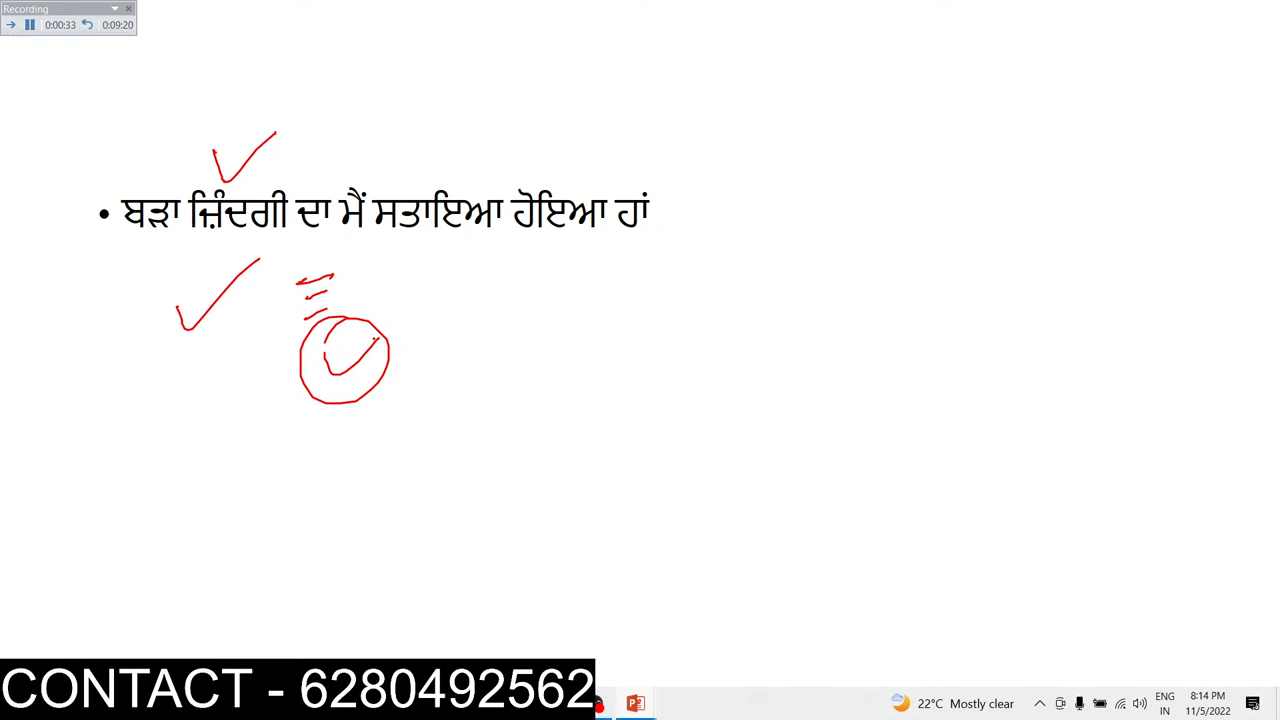 Recording
0:00:33 0:09:20
• ਬੜਾ ਜ਼ਿੰਦਗੀ ਦਾ ਮੈਂ ਸਤਾਇਆ ਹੋਇਆ ਹਾਂ
CONTACT - 6280492562
22°C Mostly clear
ENG
IN
8:14 PM
11/5/2022